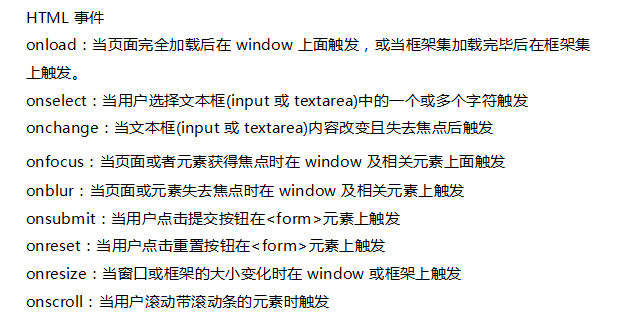 HTML 事件
onload：当页面完全加载后在 window 上面触发，或当框架集加载完毕后在框架集
上触发。
onselect：当用户选择文本框(input 或 textarea)中的一个或多个字符触发
onchange：当文本框(input 或 textarea)内容改变且失去焦点后触发
onfocus：当页面或者元素获得焦点时在 window 及相关元素上面触发
onblur：当页面或元素失去焦点时在 window 及相关元素上触发
onsubmit：当用户点击提交按钮在<form>元素上触发
onreset：当用户点击重置按钮在<form>元素上触发
onresize：当窗口或框架的大小变化时在 window 或框架上触发
onscroll：当用户滚动带滚动条的元素时触发